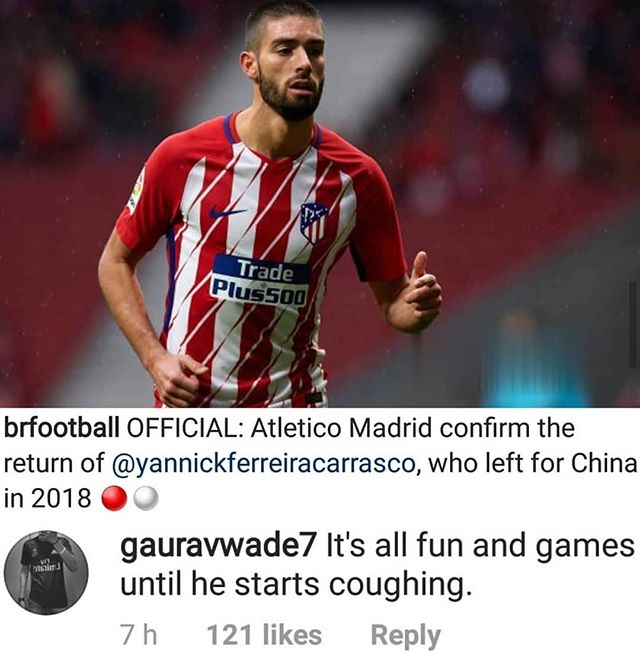 Trade
Plus500
brfootball OFFICIAL: Atletico Madrid confirm the
return of @yannickferreiracarrasco, who left for China
in 2018
gauravwade7 It's all fun and games
until he starts coughing.
7 h 121 likes Reply